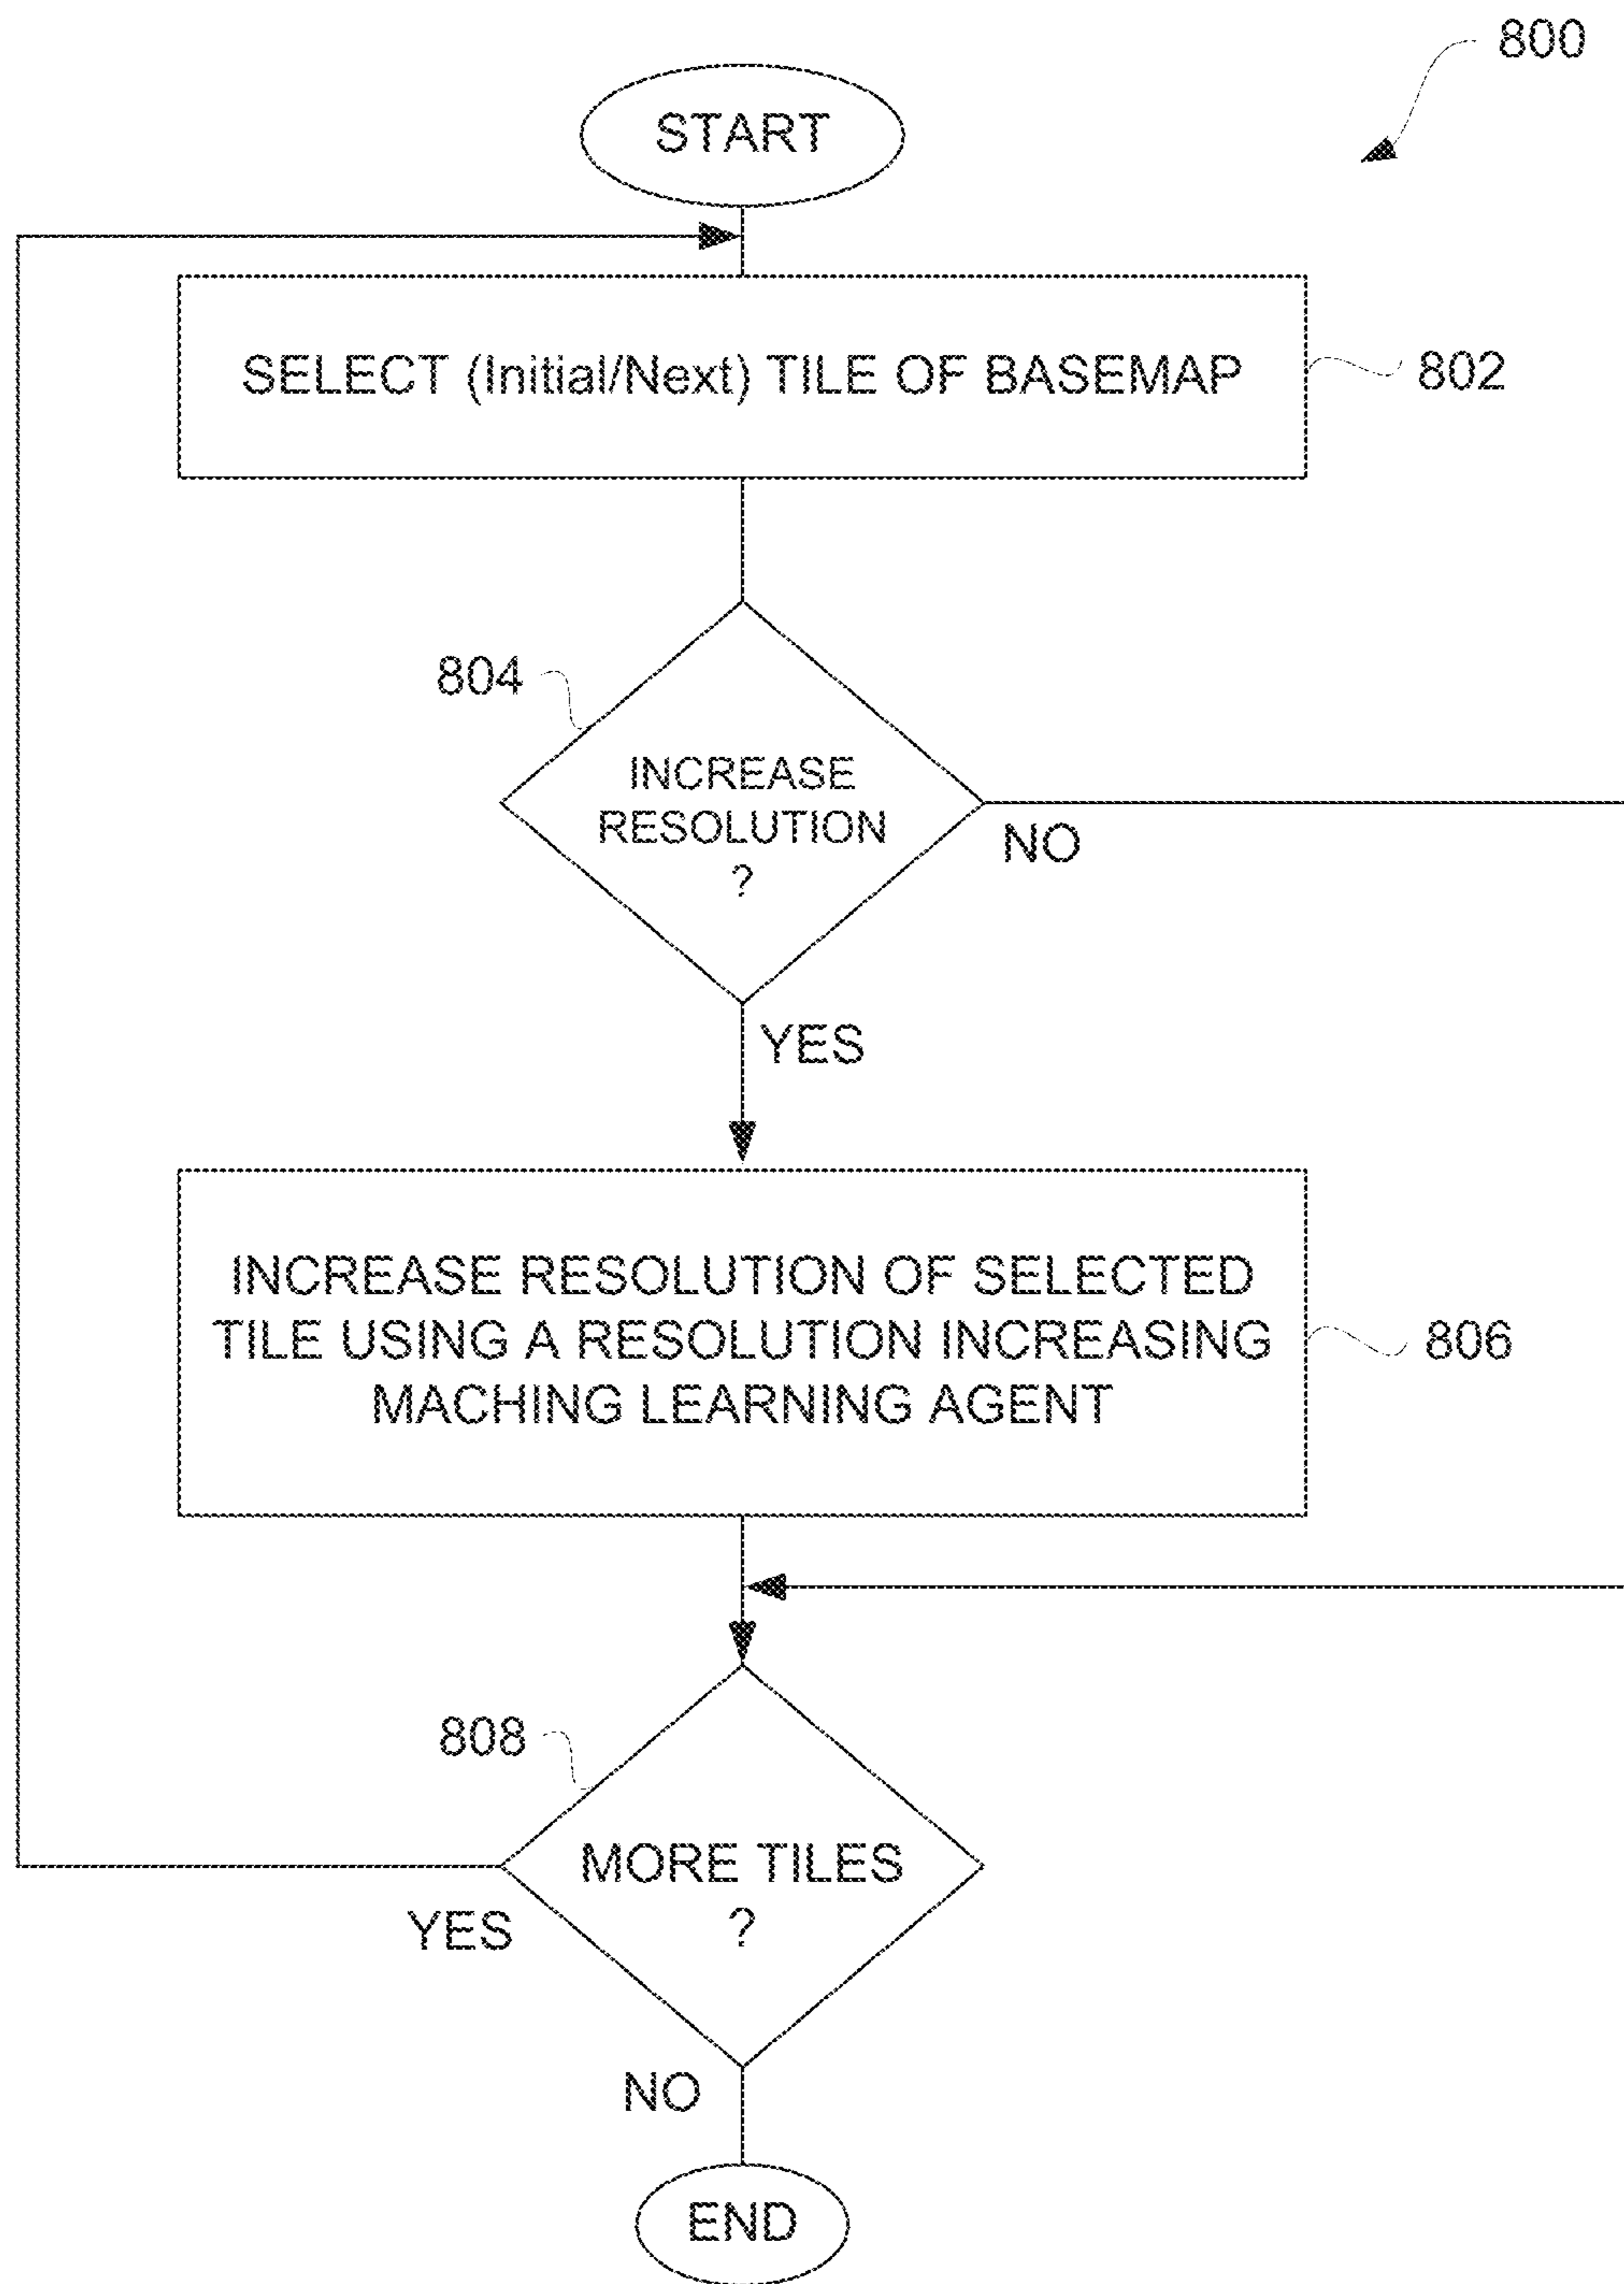 800
START
SELECT (Initial/Next) TILE OF BASEMAP
802
804
INCREASE
RESOLUTION
?
NO
YES
INCREASE RESOLUTION OF SELECTED
TILE USING A RESOLUTION INCREASING
MACHING LEARNING AGENT
806
808
MORE TILES
?
YES
NO
END